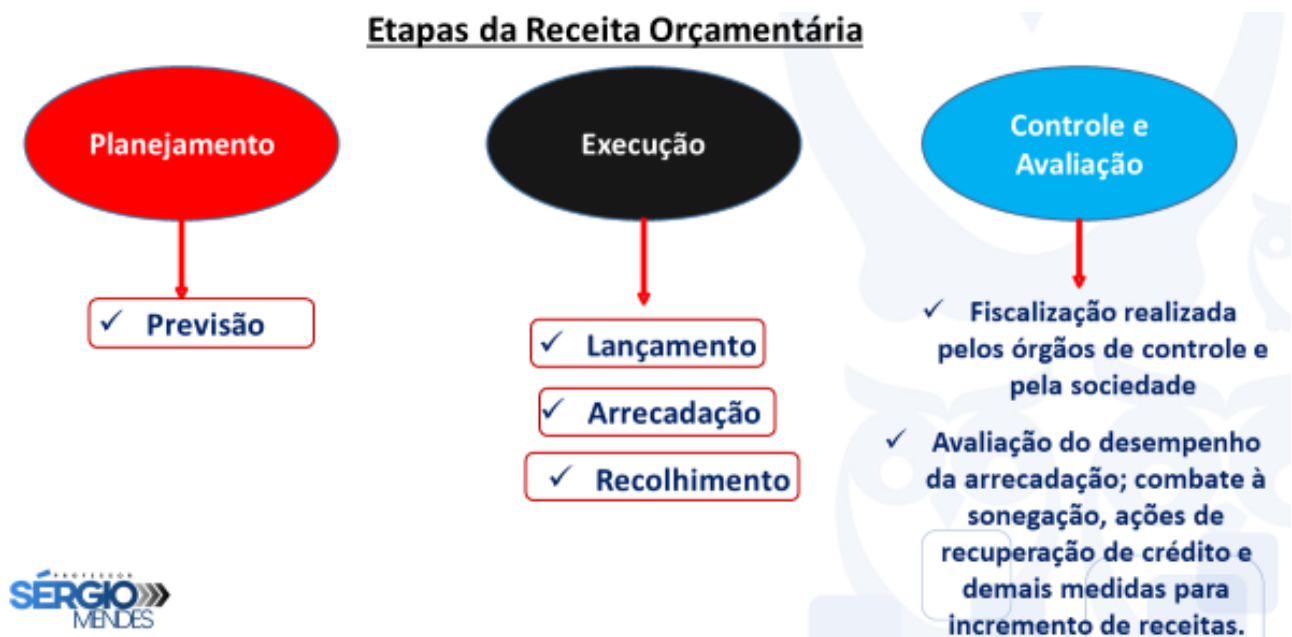 Etapas da Receita Orçamentária
Planejamento
✓ Previsão
Execução
✓ Lançamento
✓ Arrecadação
✓ Recolhimento
Controle e
Avaliação
✓ Fiscalização realizada
pelos órgãos de controle e
pela sociedade
✓ Avaliação do desempenho
da arrecadação; combate à
sonegação, ações de
recuperação de crédito e
demais medidas para
incremento de receitas.
PROFESSOR
SÉRGIO
MENDES